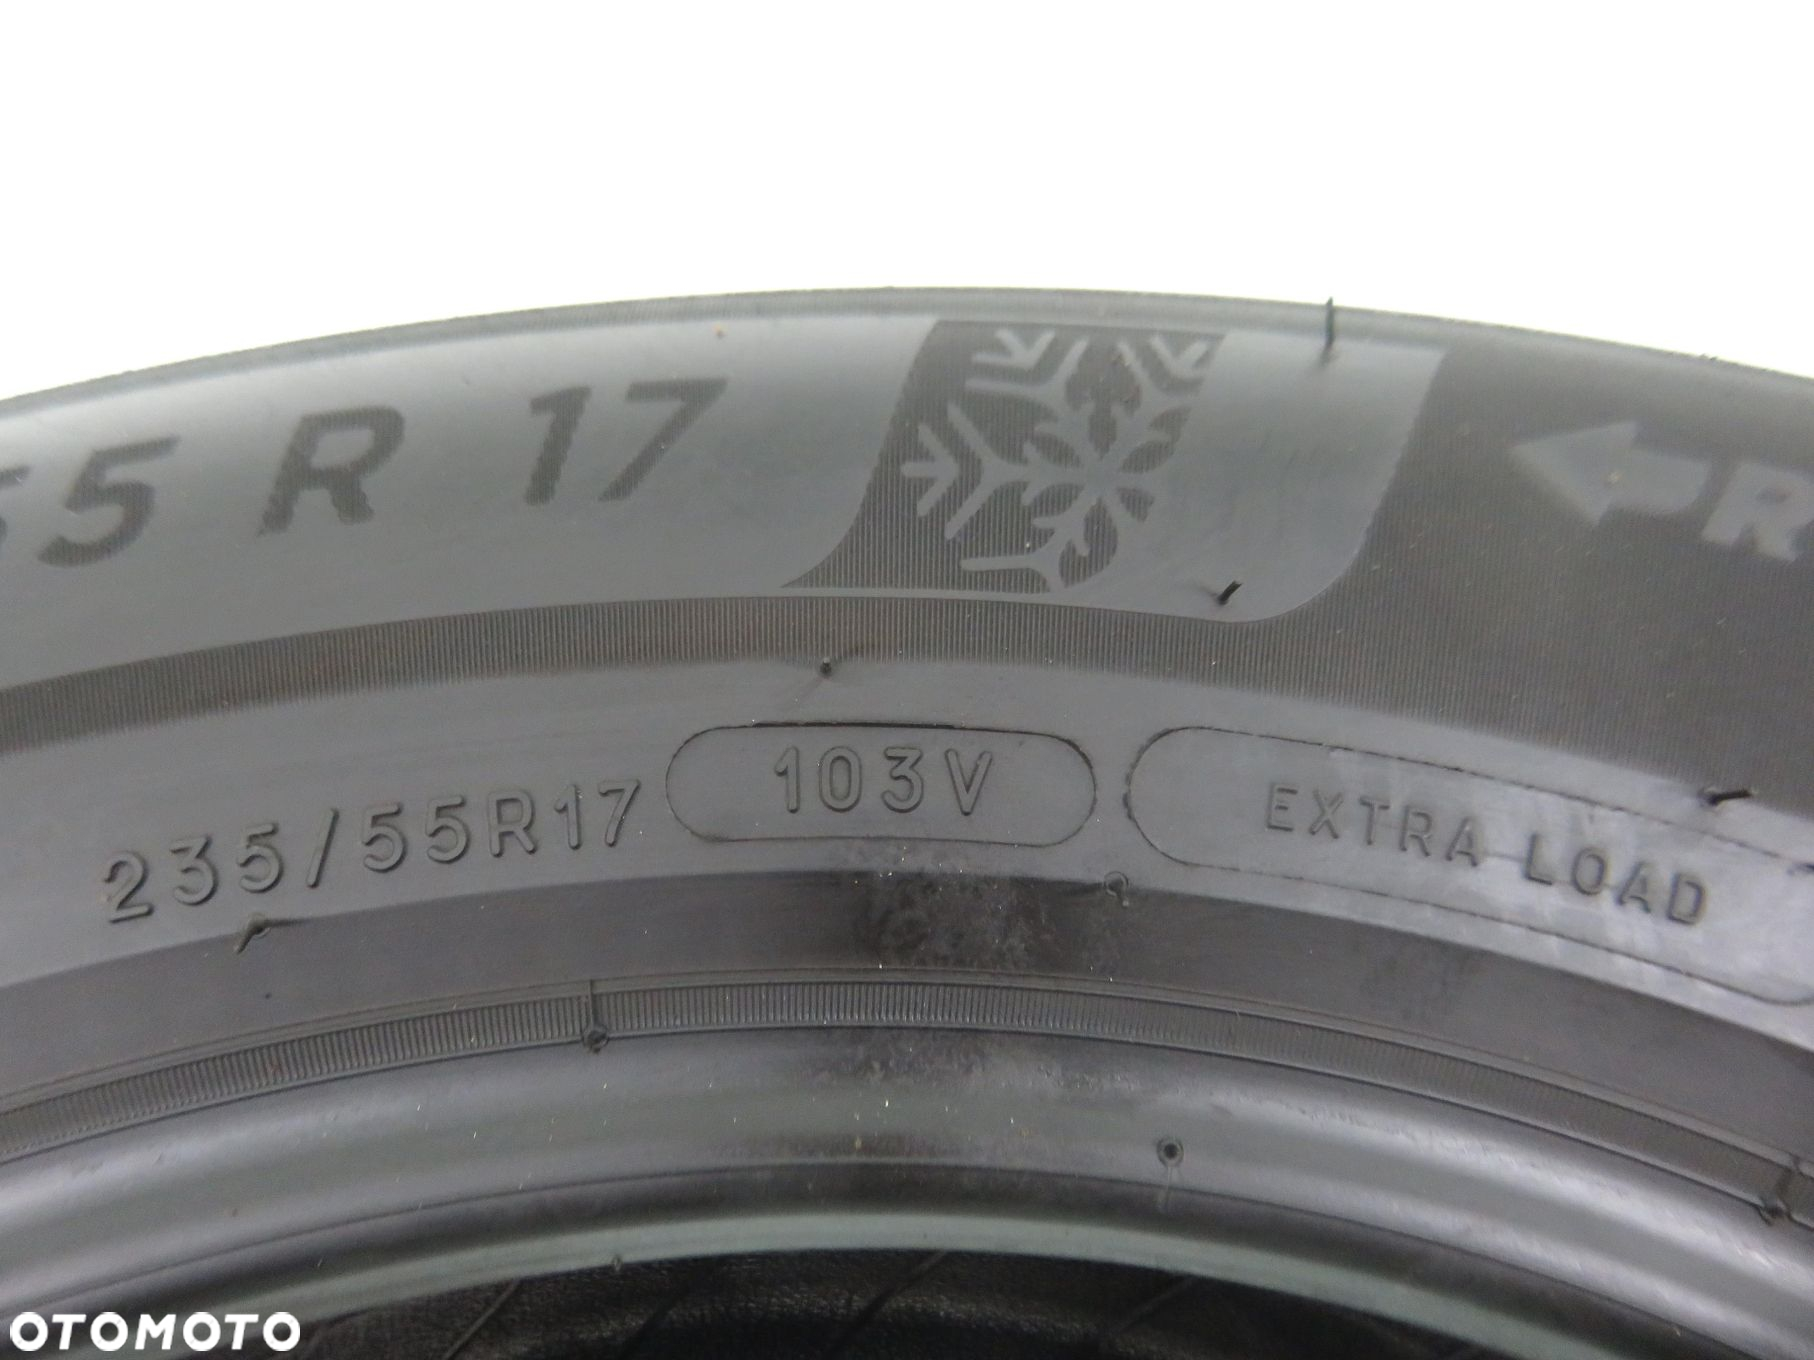 55 R 17
235/55R17 103V EXTRA LOAD
OTOMOTO